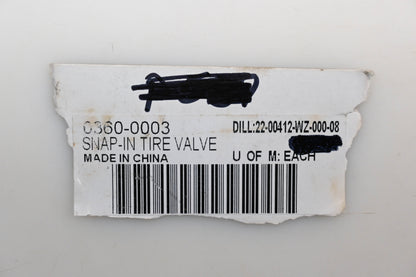 0360-0003 DILL:22-00412-WZ-000-08
SNAP-IN TIRE VALVE
MADE IN CHINA U OF M: EACH